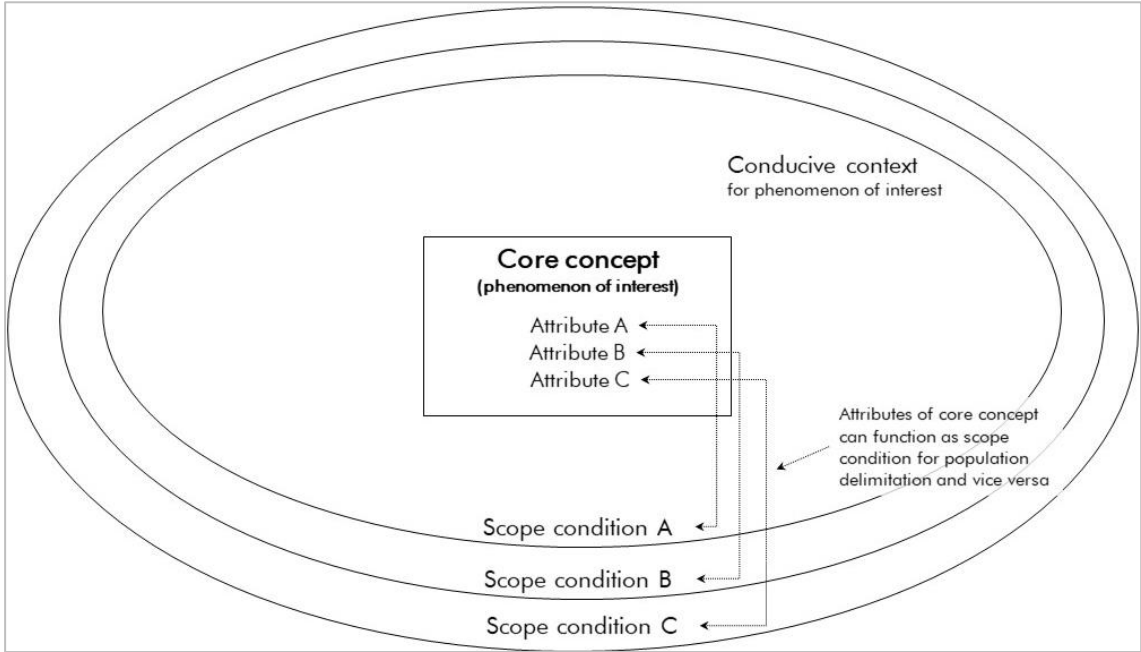 Conducive context
for phenomenon of interest
Core concept
(phenomenon of interest)
Attribute A
Attribute B
Attribute C
Attributes of core concept
can function as scope
condition for population
delimitation and vice versa
Scope condition A
Scope condition B
Scope condition C